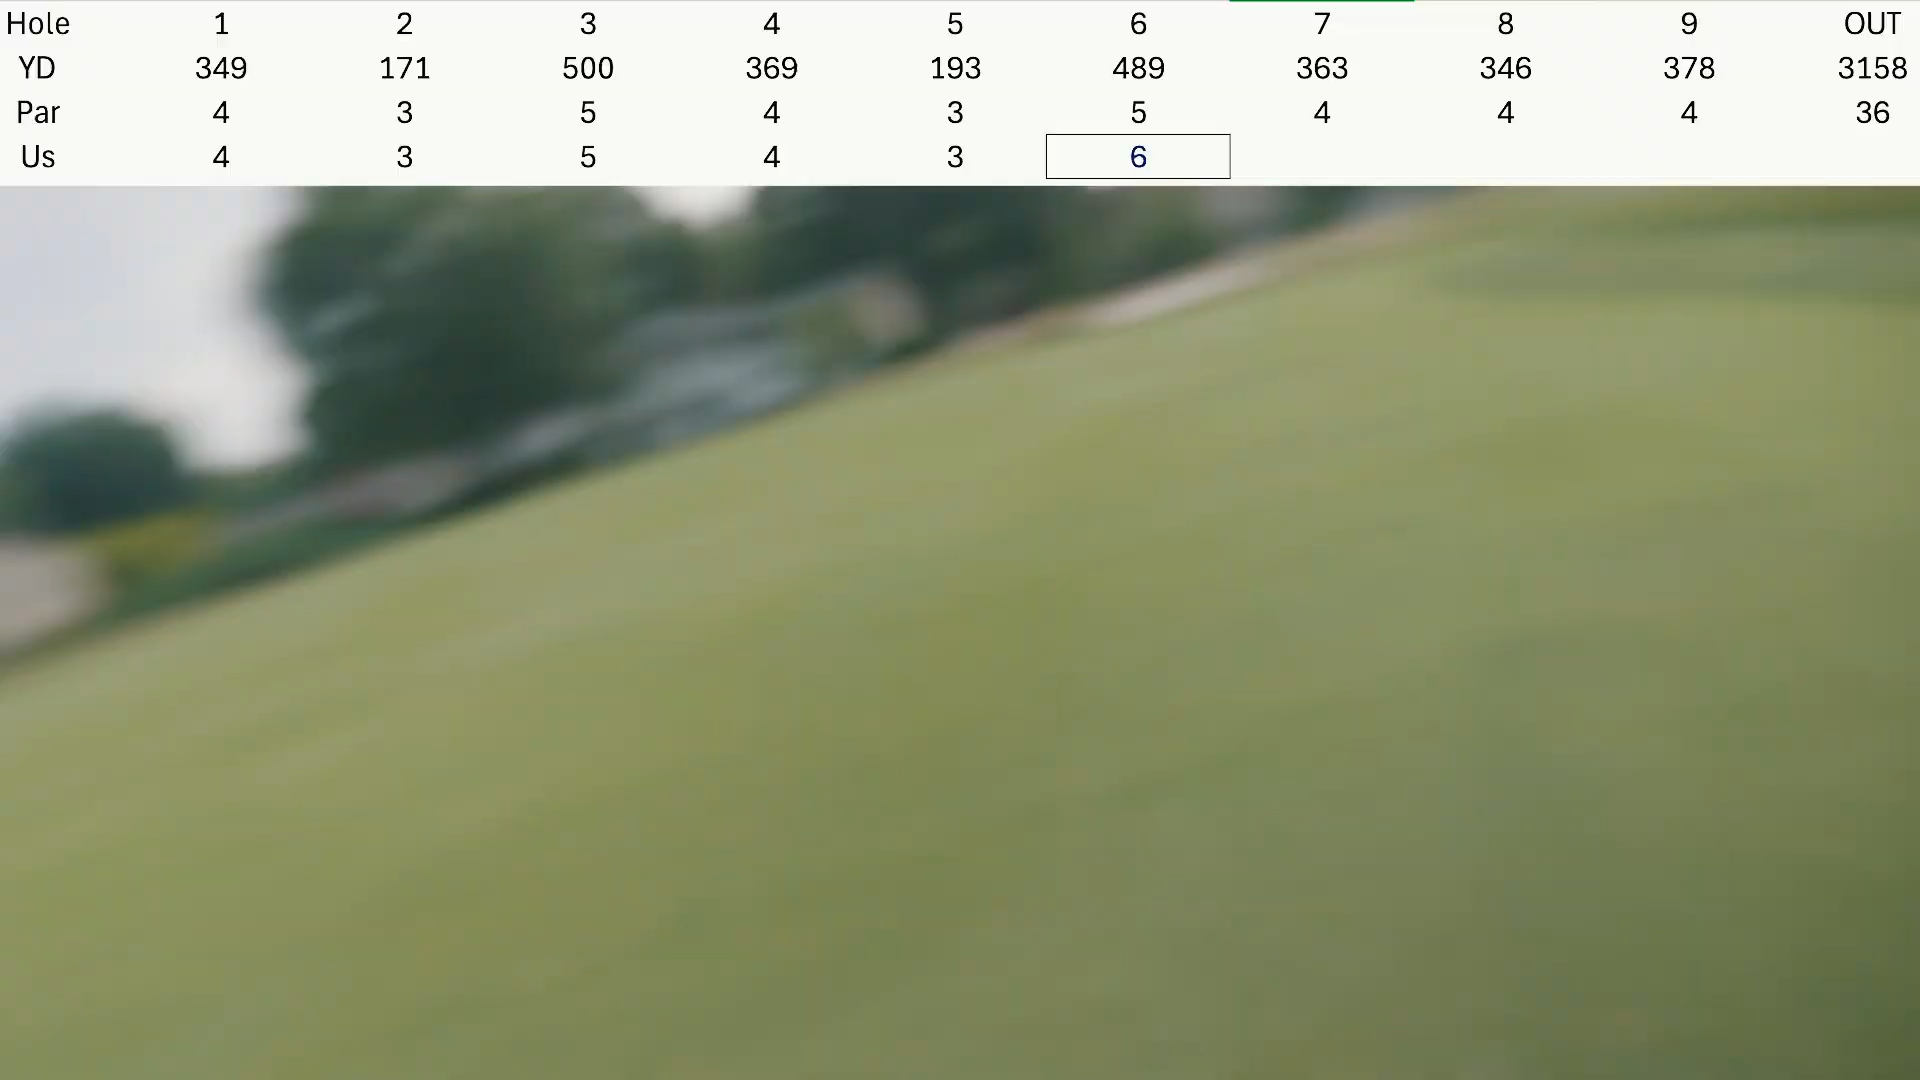 Hole 1 2 3 4 5 6 7 8 9 OUT
YD 349 171 500 369 193 489 363 346 378 3158
Par 4 3 5 4 3 5 4 4 4 36
Us 4 3 5 4 3 6